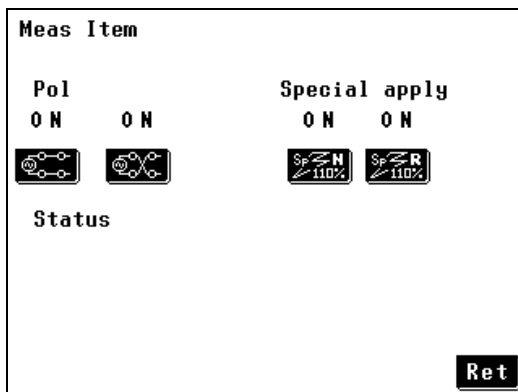 Meas Item
Pol Special apply
ON ON ON ON
Sp N 110% Sp R 110%
Status
Ret